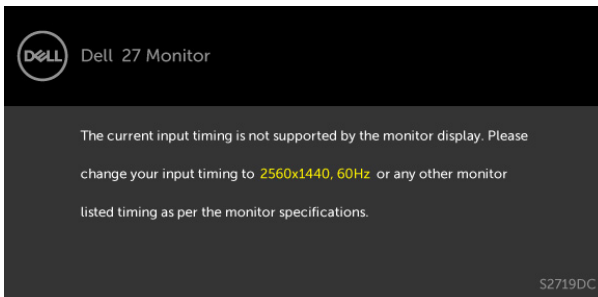 DELL
Dell 27 Monitor
The current input timing is not supported by the monitor display. Please
change your input timing to 2560x1440, 60Hz or any other monitor
listed timing as per the monitor specifications.
S2719DC